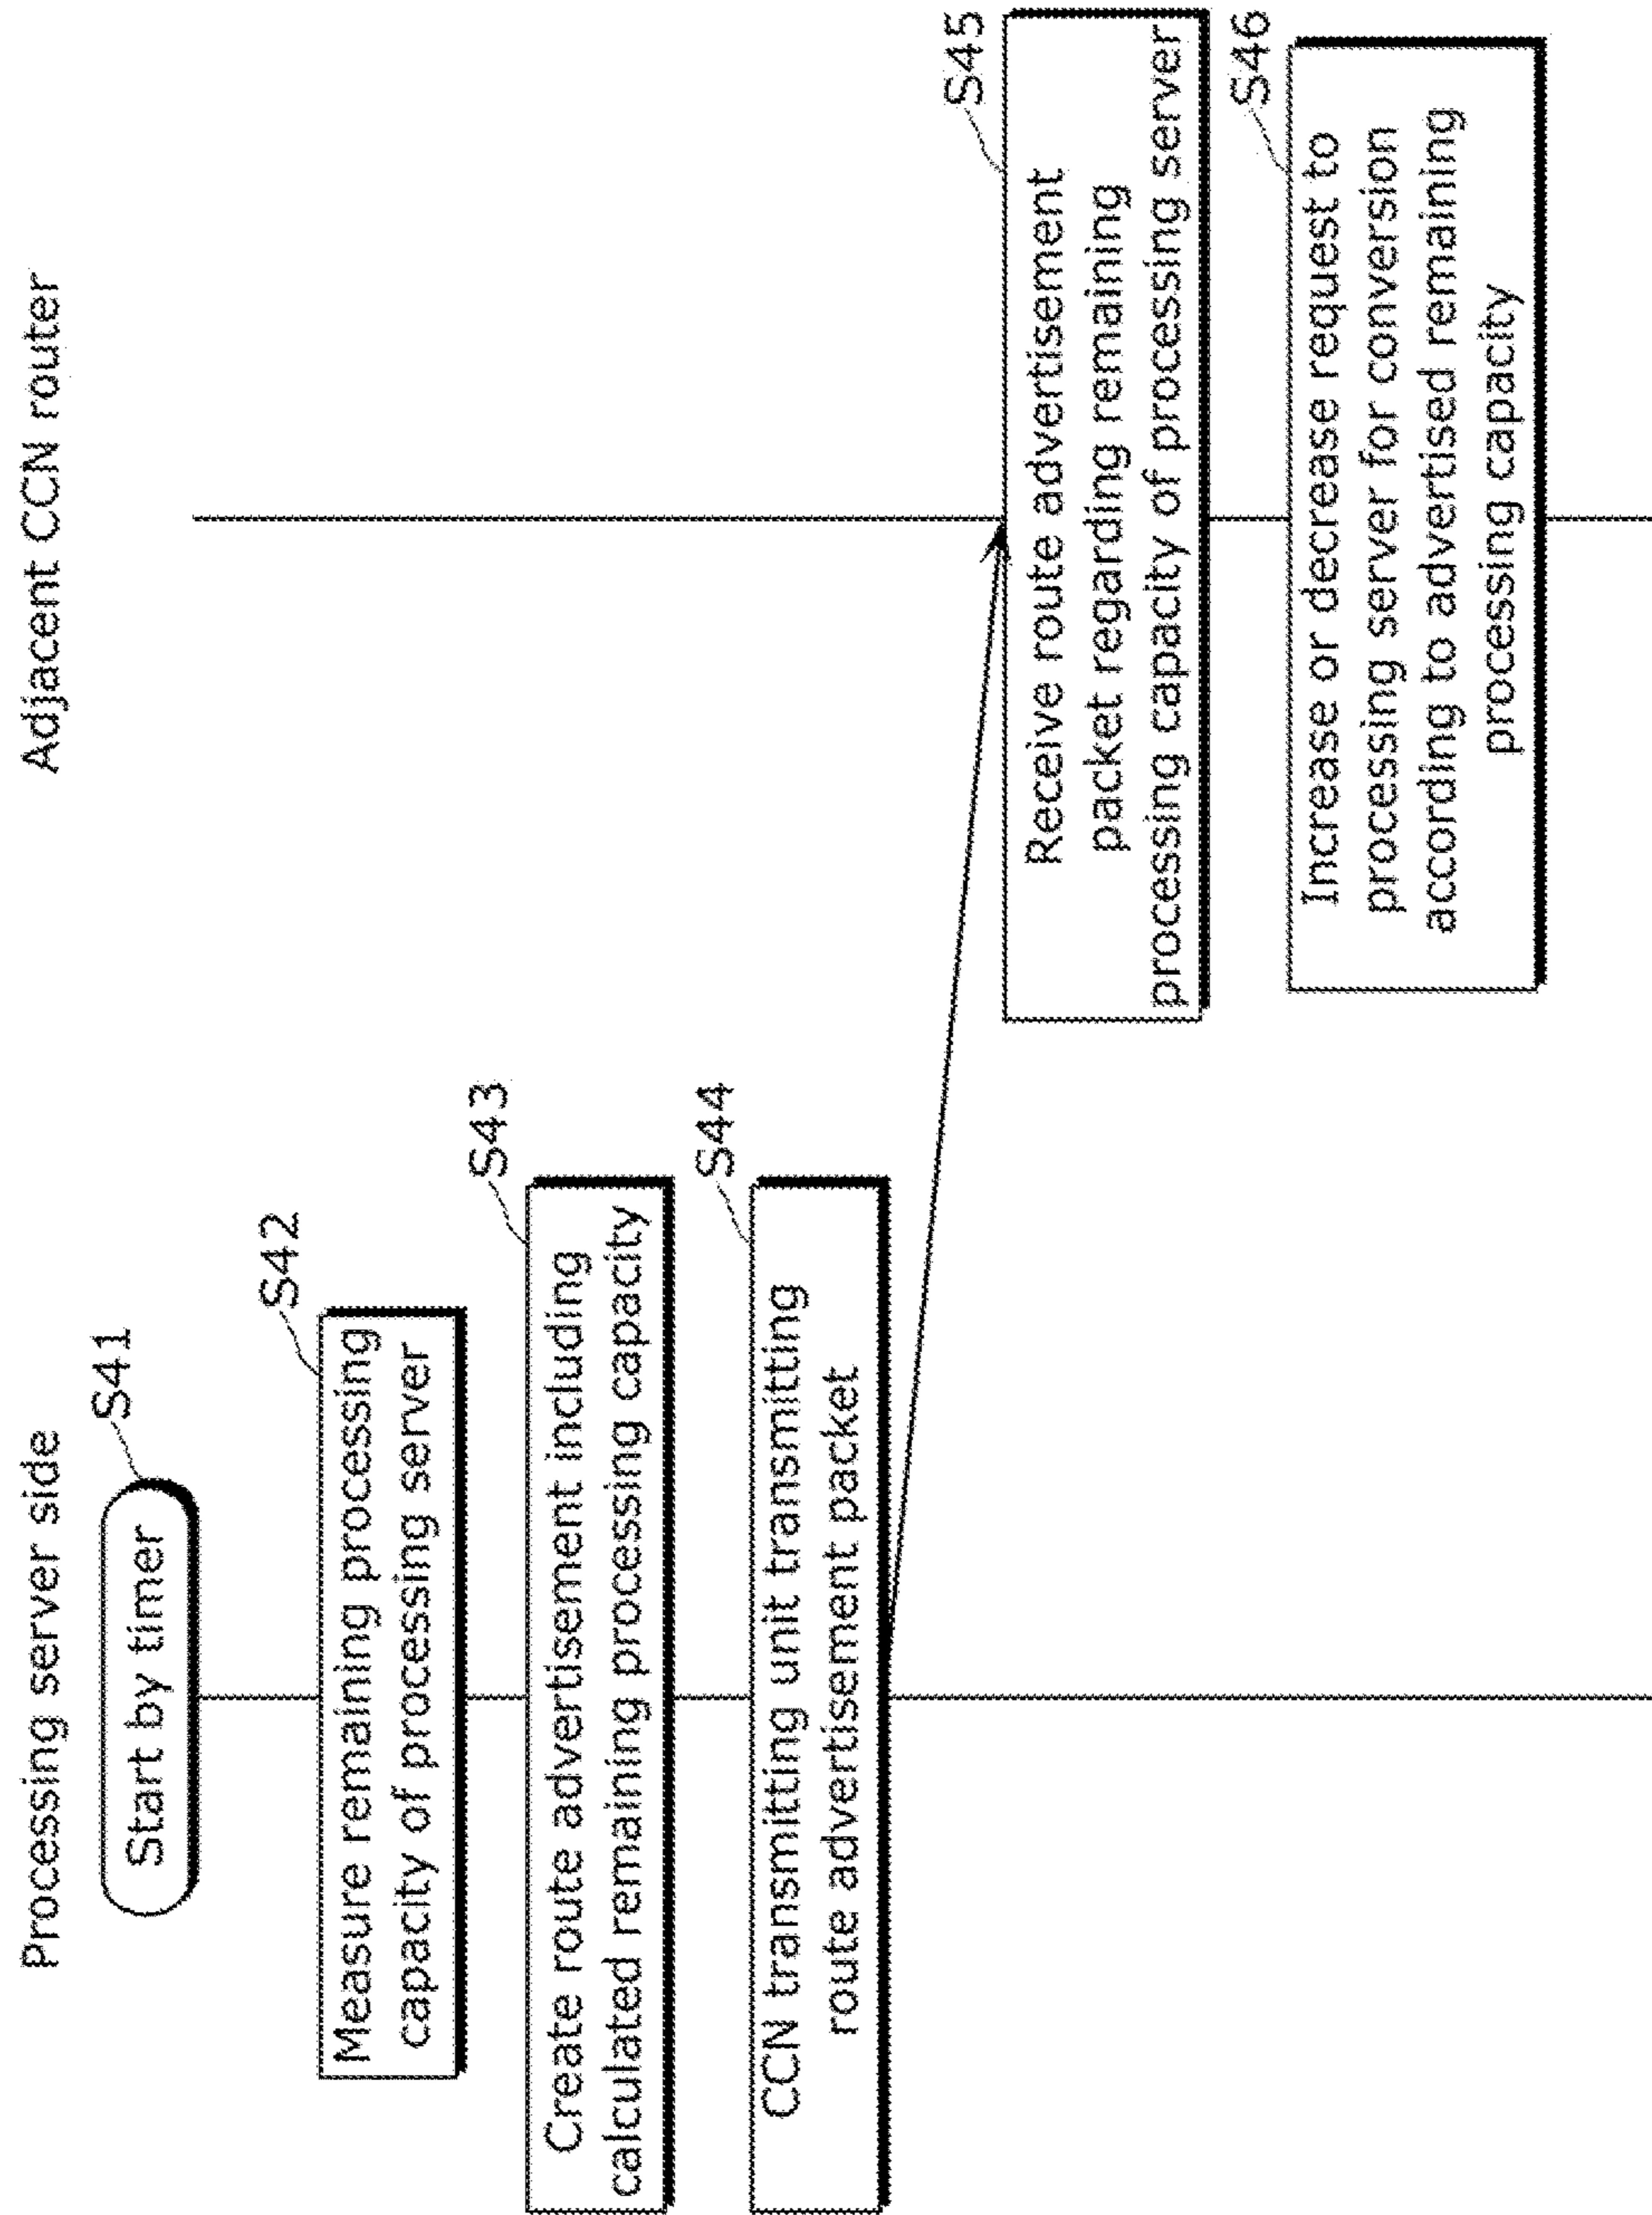 Processing server side
Adjacent CCN router
S41
Start by timer
S42
Measure remaining processing
capacity of processing server
S43
Create route advertisement including
calculated remaining processing capacity
S44
CCN transmitting unit transmitting
route advertisement packet
S45
Receive route advertisement
packet regarding remaining
processing capacity of processing server
S46
Increase or decrease request to
processing server for conversion
according to advertised remaining
processing capacity